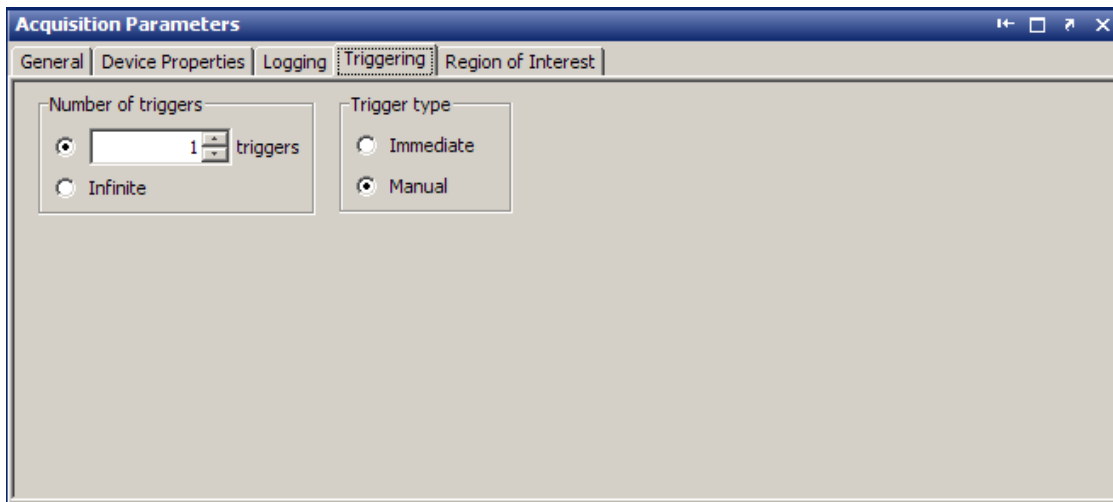 Acquisition Parameters
General Device Properties Logging Triggering Region of Interest
Number of triggers
1 triggers
Infinite
Trigger type
Immediate
Manual